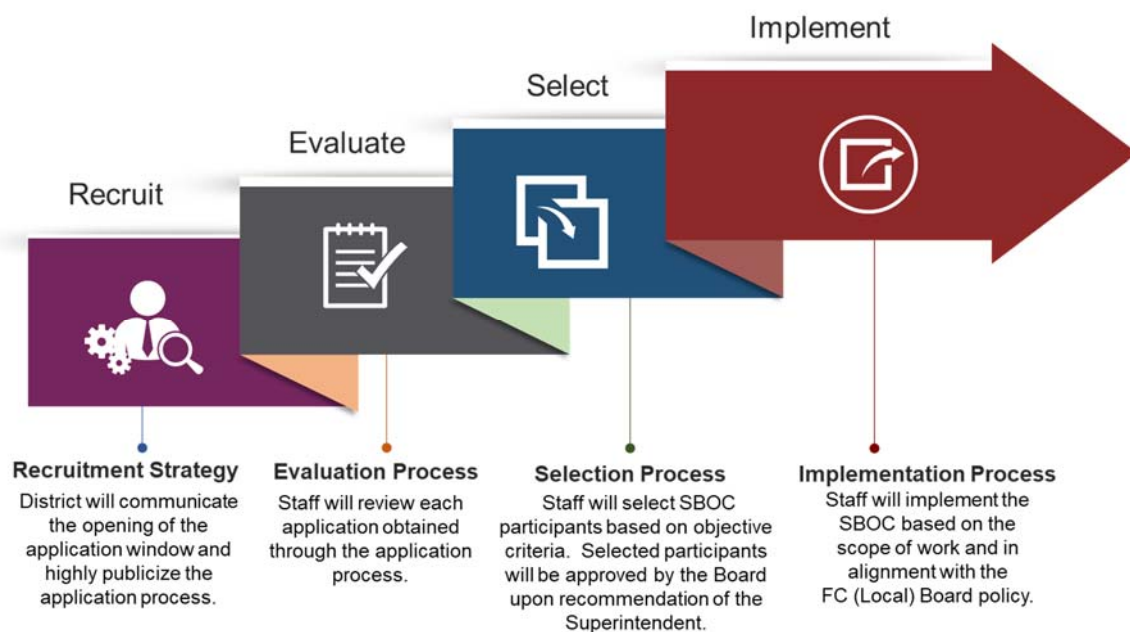 Recruit
Evaluate
Select
Implement
Recruitment Strategy
District will communicate
the opening of the
application window and
highly publicize the
application process.
Evaluation Process
Staff will review each
application obtained
through the application
process.
Selection Process
Staff will select SBOC
participants based on objective
criteria.  Selected participants
will be approved by the Board
upon recommendation of the
Superintendent.
Implementation Process
Staff will implement the
SBOC based on the
scope of work and in
alignment with the
FC (Local) Board policy.